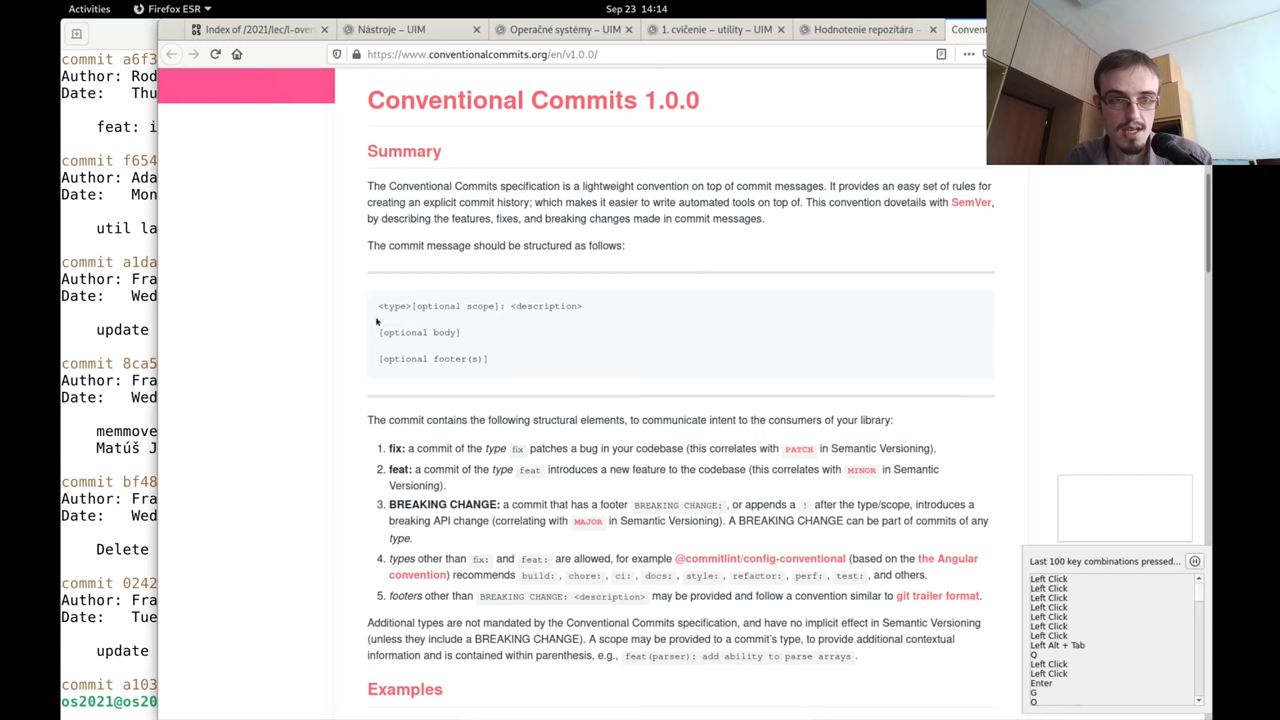 Activities
Firefox ESR
Sep 23 14:14
Index of /2021/lec/l-over
Nástroje – UIM
Operačné systémy – UIM
1. cvičenie – utility – UIM
Hodnotenie repozitára –
Conven
https://www.conventionalcommits.org/en/v1.0.0/
commit a6f3
Author: Rod
Date: Thu
feat: i
commit f654
Author: Ada
Date: Mon
util la
commit a1da
Author: Fra
Date: Wed
update
commit 8ca5
Author: Fra
Date: Wed
memmove
Matúš J
commit bf48
Author: Fra
Date: Wed
Delete
commit 0242
Author: Fra
Date: Tue
update
commit a103
os2021@os20
Conventional Commits 1.0.0
Summary
The Conventional Commits specification is a lightweight convention on top of commit messages. It provides an easy set of rules for
creating an explicit commit history; which makes it easier to write automated tools on top of. This convention dovetails with SemVer,
by describing the features, fixes, and breaking changes made in commit messages.
The commit message should be structured as follows:
<type>[optional scope]: <description>
[optional body]
[optional footer(s)]
The commit contains the following structural elements, to communicate intent to the consumers of your library:
1. fix: a commit of the type fix patches a bug in your codebase (this correlates with PATCH in Semantic Versioning).
2. feat: a commit of the type feat introduces a new feature to the codebase (this correlates with MINOR in Semantic
Versioning).
3. BREAKING CHANGE: a commit that has a footer BREAKING CHANGE: , or appends a ! after the type/scope, introduces a
breaking API change (correlating with MAJOR in Semantic Versioning). A BREAKING CHANGE can be part of commits of any
type.
4. types other than fix: and feat: are allowed, for example @commitlint/config-conventional (based on the the Angular
convention) recommends build: , chore: , ci: , docs: , style: , refactor: , perf: , test: , and others.
5. footers other than BREAKING CHANGE: <description> may be provided and follow a convention similar to git trailer format.
Additional types are not mandated by the Conventional Commits specification, and have no implicit effect in Semantic Versioning
(unless they include a BREAKING CHANGE). A scope may be provided to a commit's type, to provide additional contextual
information and is contained within parenthesis, e.g., feat(parser): add ability to parse arrays .
Examples
Last 100 key combinations pressed...
Left Click
Left Click
Left Click
Left Click
Left Click
Left Click
Left Click
Left Alt + Tab
Q
Left Click
Left Click
Enter
G
O